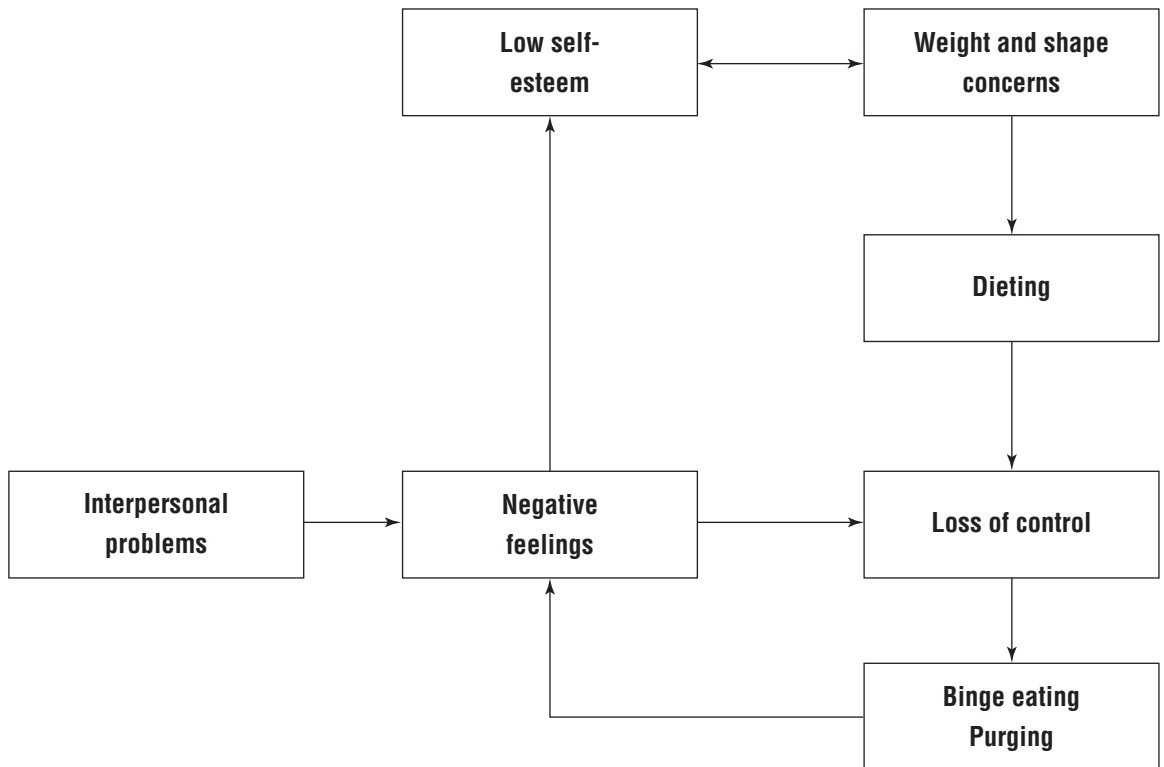 Low self-
esteem
Weight and shape
concerns
Dieting
Interpersonal
problems
Negative
feelings
Loss of control
Binge eating
Purging